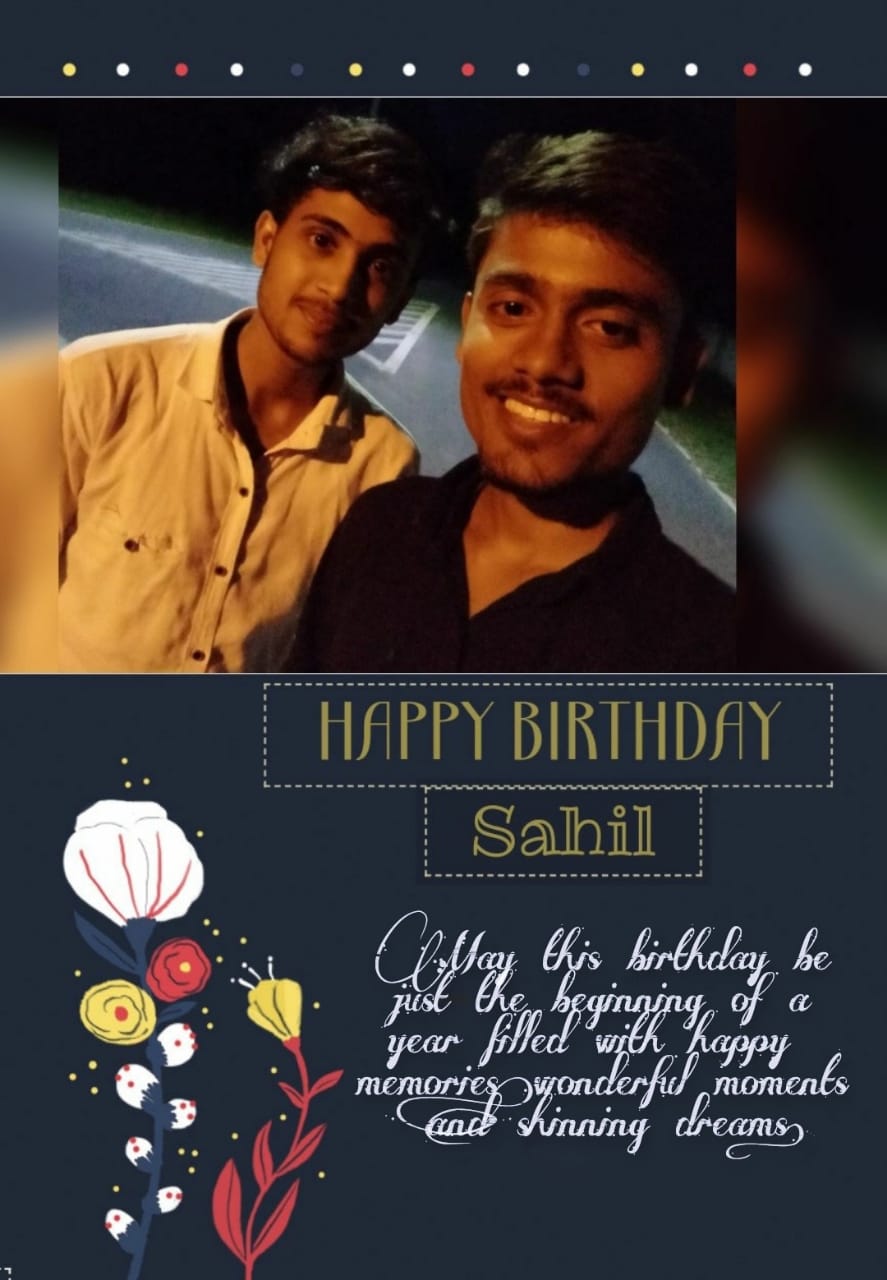 HAPPY BIRTHDAY
Sahil
May this birthday be
just the beginning of a
year filled with happy
memories wonderful moments
and shinning dreams